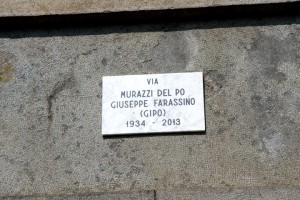 VIA
MURAZZI DEL PO
GIUSEPPE FARASSINO
(GIPO)
1934 - 2013